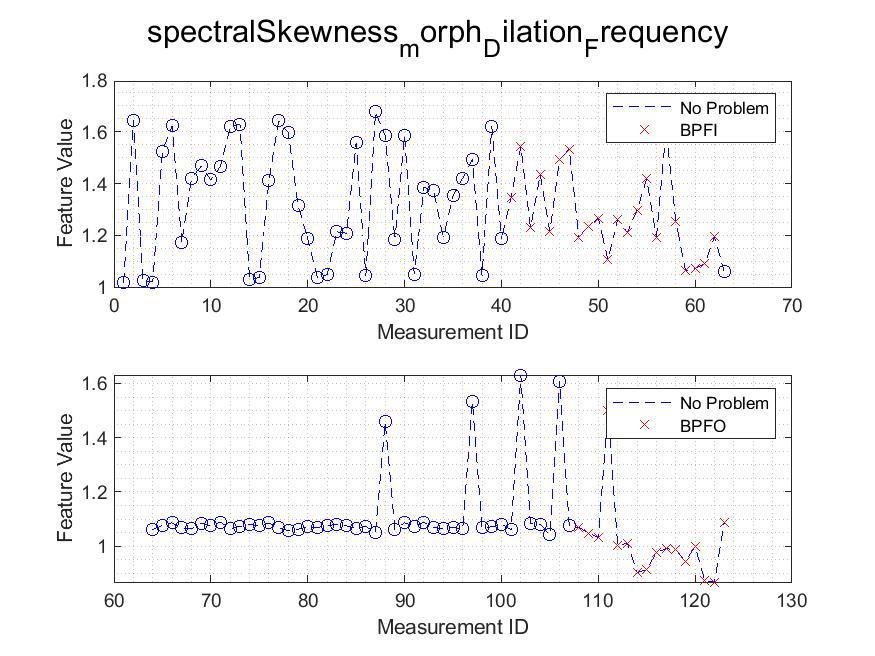 spectralSkewness_morph_Dilation_Frequency
1.8
1.6
1.4
1.2
1
Feature Value
No Problem
BPFI
0 10 20 30 40 50 60 70
Measurement ID
1.6
1.4
1.2
1
Feature Value
No Problem
BPFO
60 70 80 90 100 110 120 130
Measurement ID